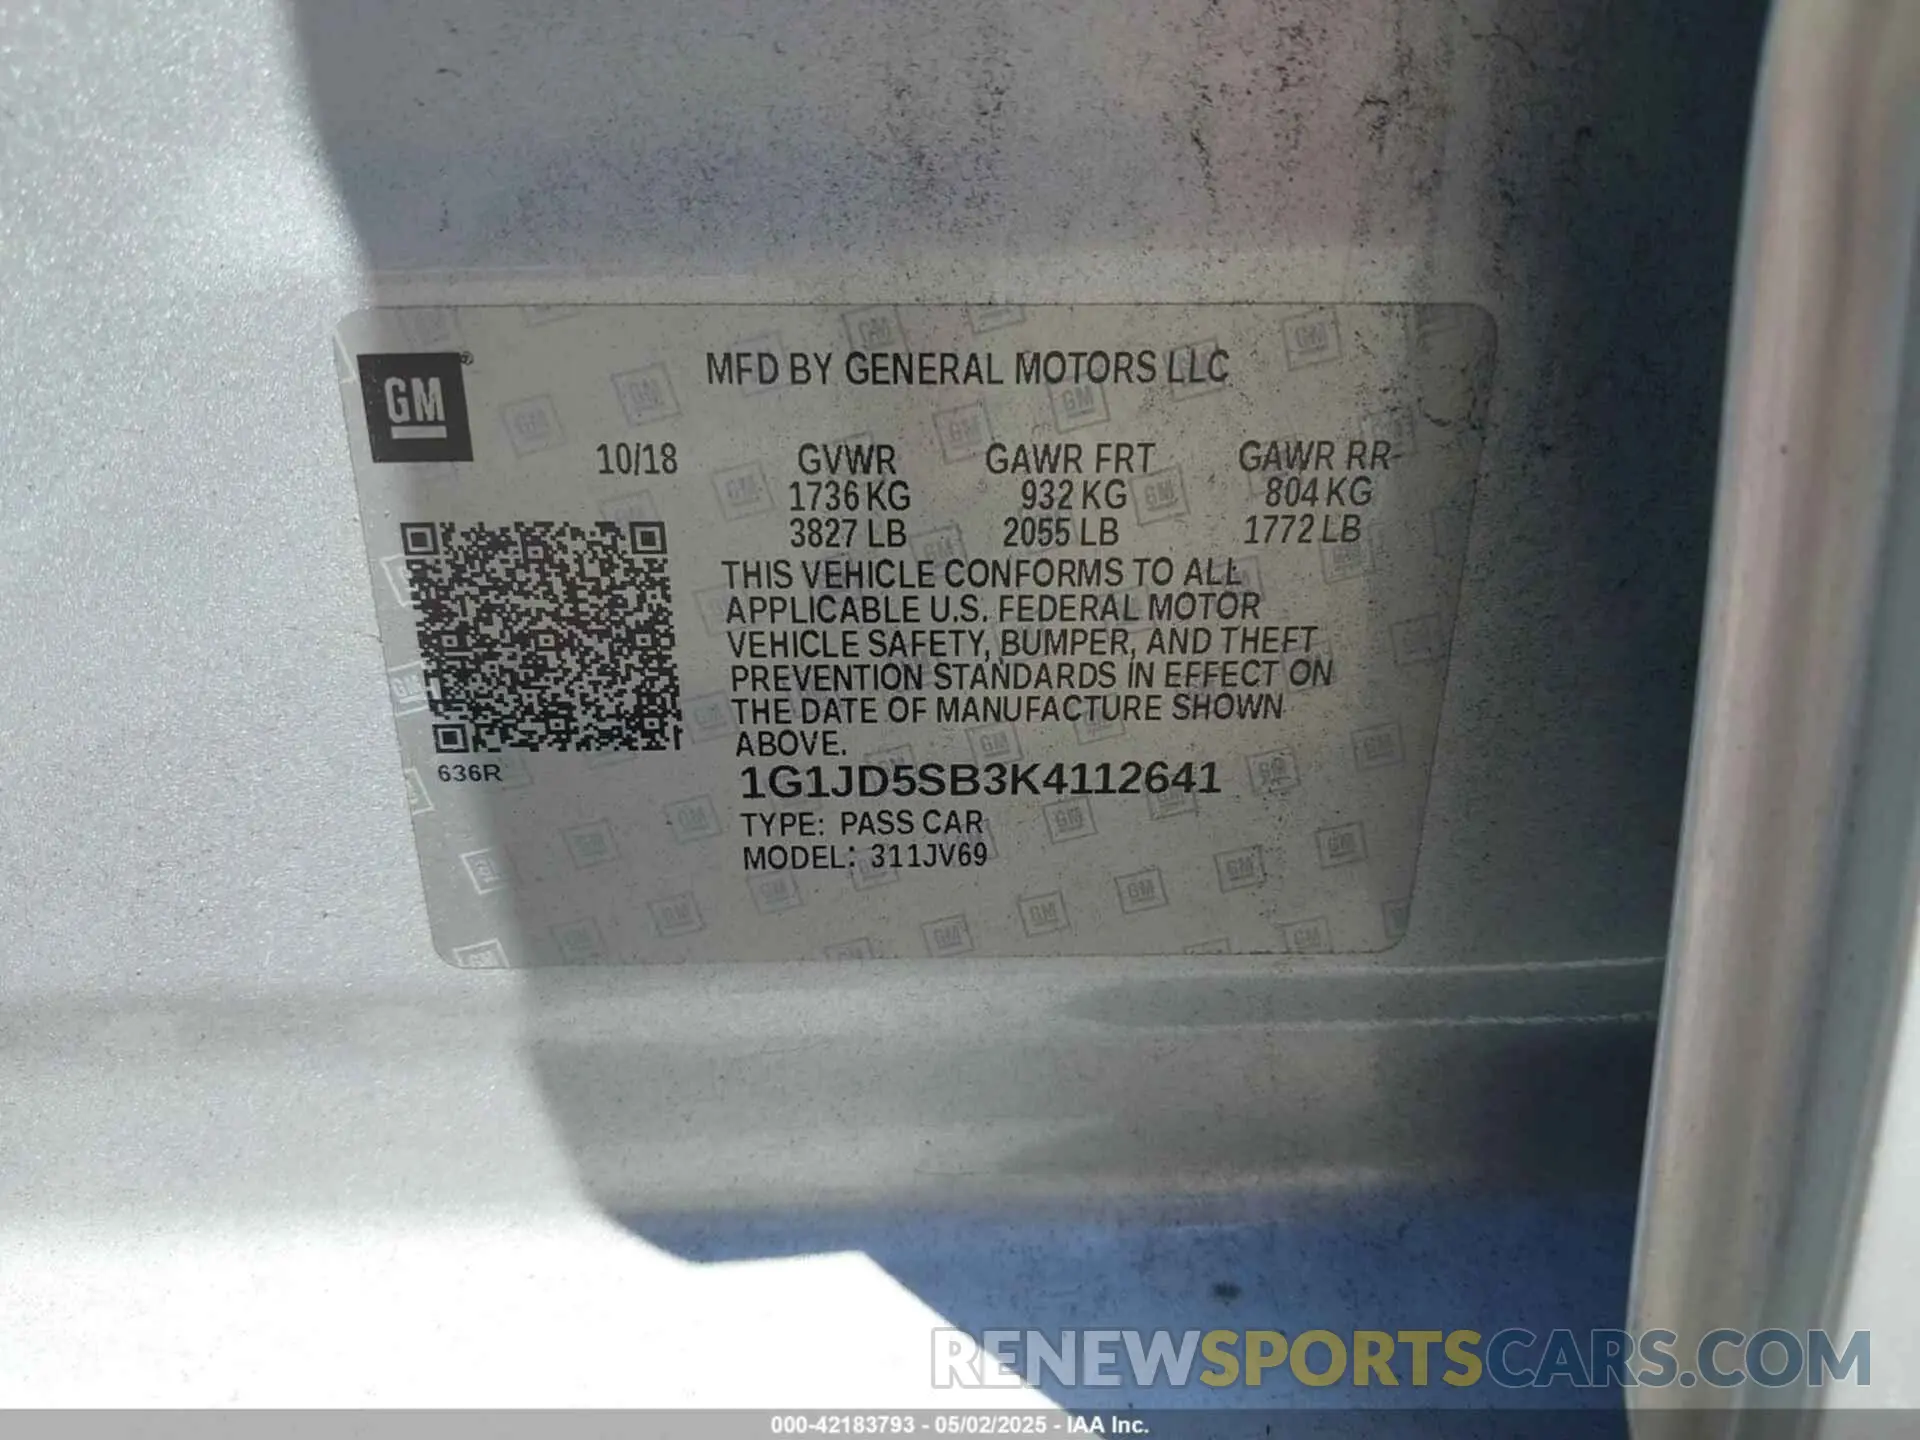 GM
MFD BY GENERAL MOTORS LLC
10/18 GVWR GAWR FRT GAWR RR
1736 KG 932 KG 804 KG
3827 LB 2055 LB 1772 LB
THIS VEHICLE CONFORMS TO ALL
APPLICABLE U.S. FEDERAL MOTOR
VEHICLE SAFETY, BUMPER, AND THEFT
PREVENTION STANDARDS IN EFFECT ON
THE DATE OF MANUFACTURE SHOWN
ABOVE.
636R
1G1JD5SB3K4112641
TYPE: PASS CAR
MODEL: 311JV69
RENEWSPORTSCARS.COM
000-42183793 - 05/02/2025 - IAA Inc.